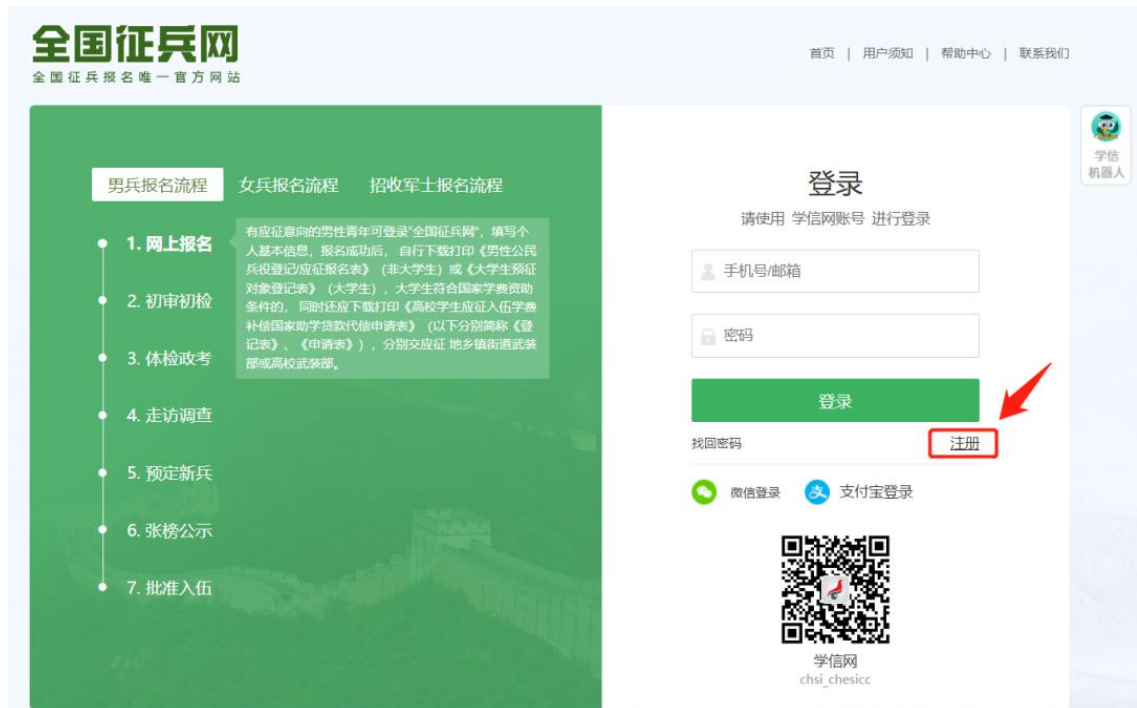 全国征兵网
全国征兵报名唯一官方网站
首页 | 用户须知 | 帮助中心 | 联系我们
学信
机器人
男兵报名流程 女兵报名流程 招收军士报名流程
1. 网上报名
有应征意向的男性青年可登录“全国征兵网”，填写个
人基本信息，报名成功后， 自行下载打印《男性公民
兵役登记/应征报名表》（非大学生）或《大学生预征
对象登记表》（大学生），大学生符合国家学费资助
条件的， 同时还应下载打印《高校学生应征入伍学费
补偿国家助学贷款代偿申请表》（以下分别简称《登
记表》、《申请表》），分别交应征 地乡镇街道武装
部或高校武装部。
2. 初审初检
3. 体检政考
4. 走访调查
5. 预定新兵
6. 张榜公示
7. 批准入伍
登录
请使用 学信网账号 进行登录
手机号/邮箱
密码
登录
找回密码 注册
微信登录 支付宝登录
学信网
chsi_chesicc